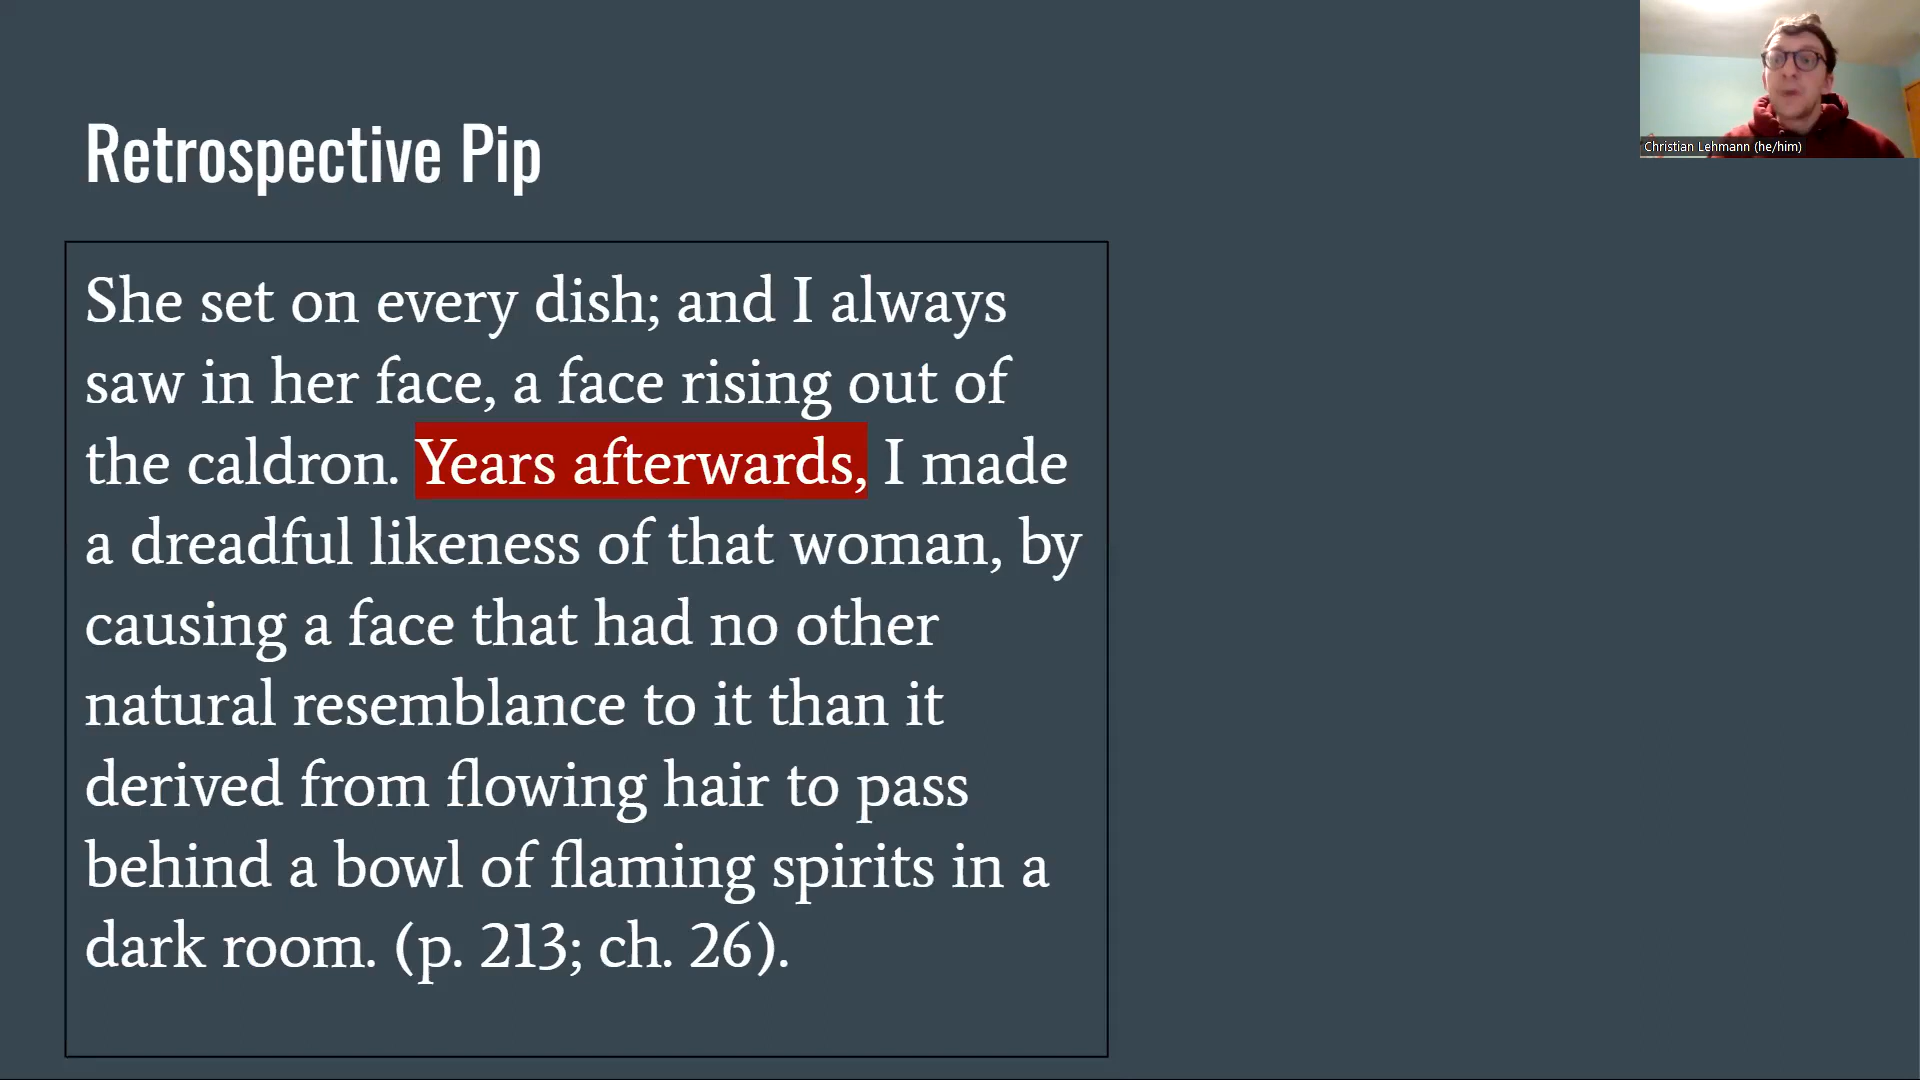 Retrospective Pip
Christian Lehmann (he/him)
She set on every dish; and I always
saw in her face, a face rising out of
the caldron. Years afterwards, I made
a dreadful likeness of that woman, by
causing a face that had no other
natural resemblance to it than it
derived from flowing hair to pass
behind a bowl of flaming spirits in a
dark room. (p. 213; ch. 26).